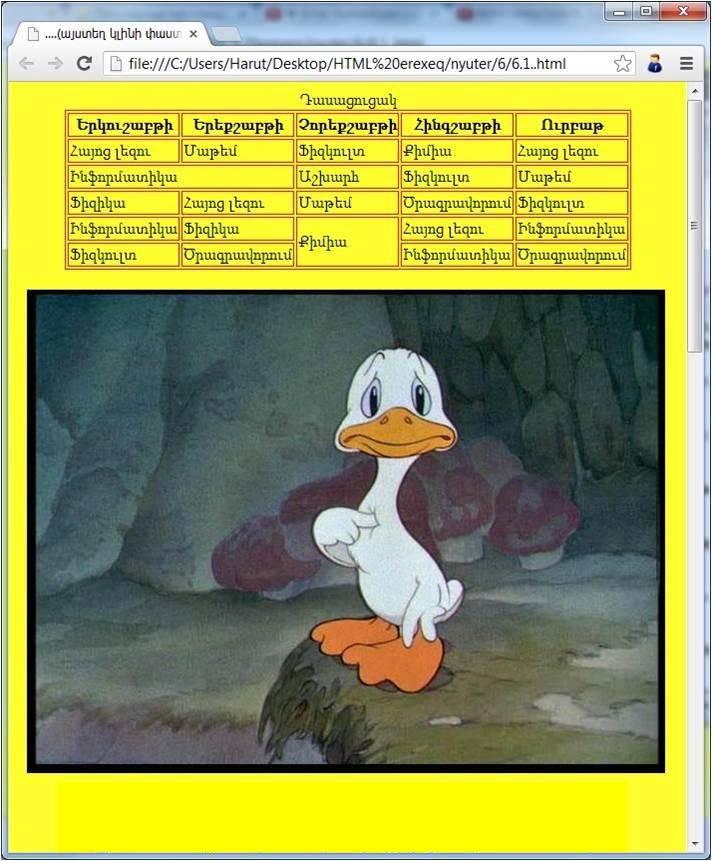 ....(այստեղ կլինի փաստ
file:///C:/Users/Harut/Desktop/HTML%20erexeq/nyuter/6/6.1..html
Դասացուցակ
Երկուշաբթի Երեքշաբթի Չորեքշաբթի Հինգշաբթի Ուրբաթ
Հայոց լեզու Մաթեմ Ֆիզկուլտ Քիմիա Հայոց լեզու
Ինֆորմատիկա Աշխարհ Ֆիզկուլտ Մաթեմ
Ֆիզիկա Հայոց լեզու Մաթեմ Ծրագրավորում Ֆիզկուլտ
Ինֆորմատիկա Ֆիզիկա Քիմիա Հայոց լեզու Ինֆորմատիկա
Ֆիզկուլտ Ծրագրավորում Ինֆորմատիկա Ծրագրավորում